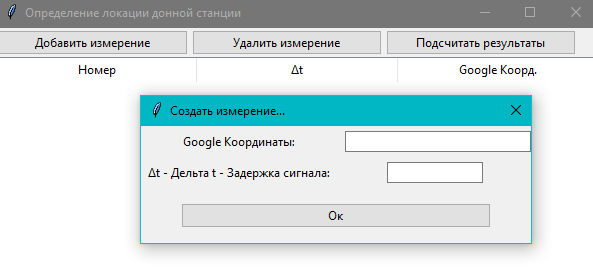 Определение локации донной станции
Добавить измерение Удалить измерение Подсчитать результаты
Номер Δt Google Коорд.
Создать измерение...
Google Координаты:
Δt - Дельта t - Задержка сигнала:
Ок